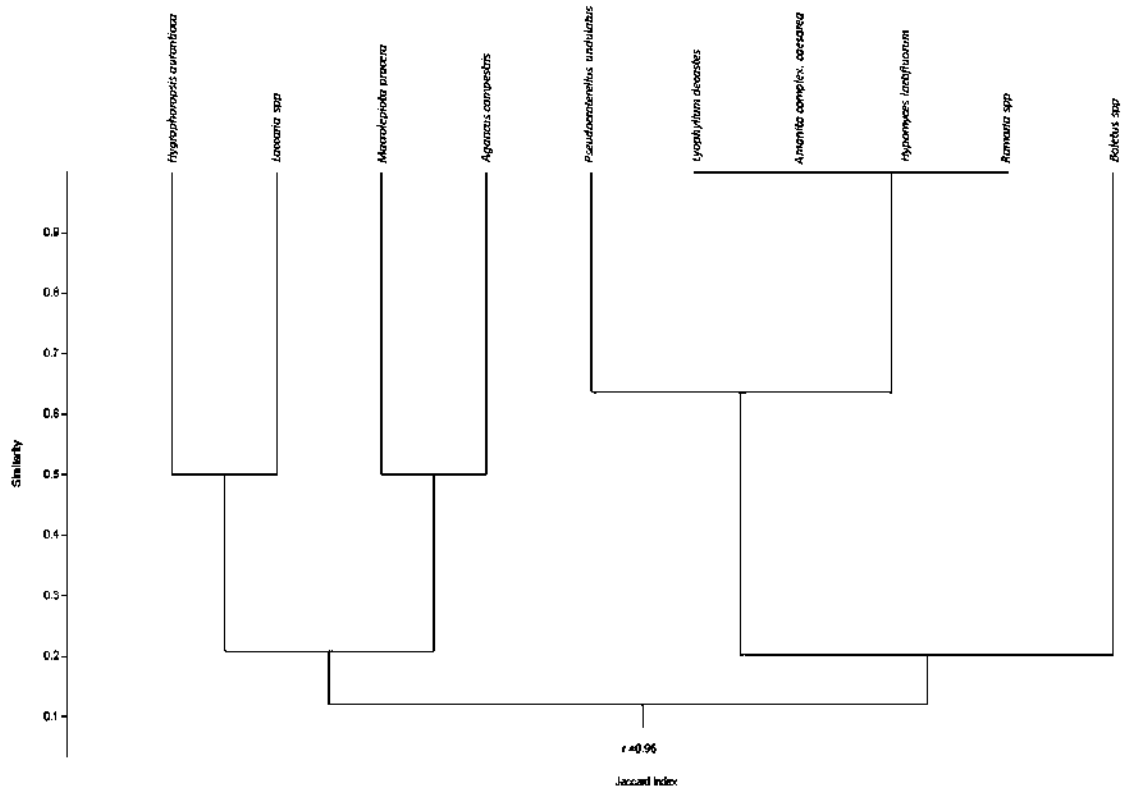 Hygrophoropsis aurantiaca
Laccaria spp
Macrolepiota procera
Agaricus campestris
Pseudocraterellus undulatus
Lyophyllum decastes
Amanita complex. caesarea
Hypomyces lactifluorum
Ramaria spp
Boletus spp
0.9
0.8
0.7
0.6
0.5
0.4
0.3
0.2
0.1
Similarity
r =0.96
Jaccard Index